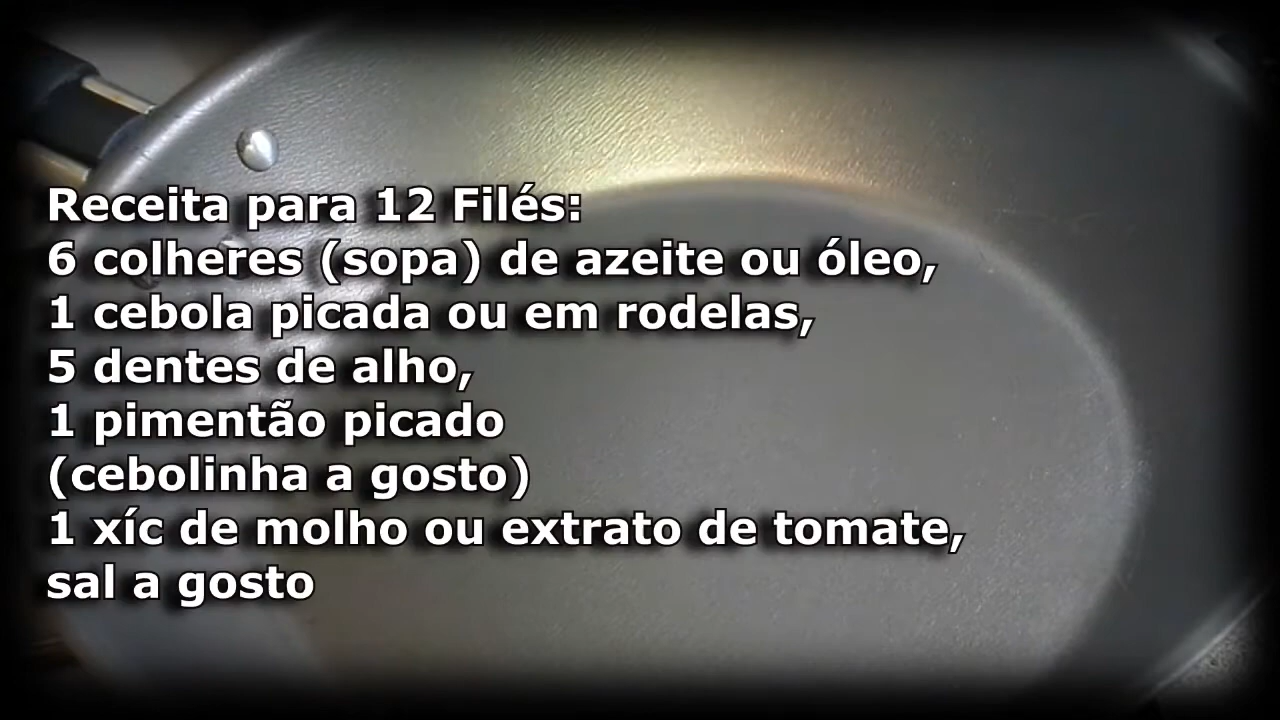 Receita para 12 Filés:
6 colheres (sopa) de azeite ou óleo,
1 cebola picada ou em rodelas,
5 dentes de alho,
1 pimentão picado
(cebolinha a gosto)
1 xíc de molho ou extrato de tomate,
sal a gosto